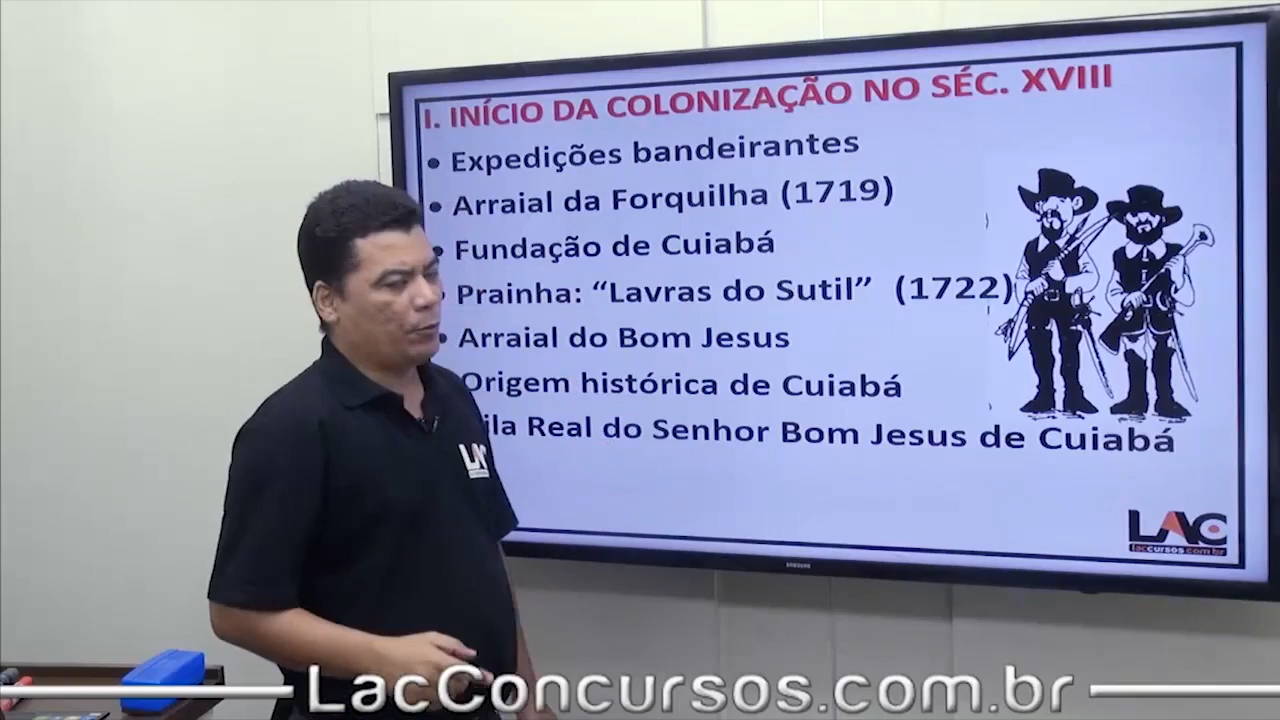 I. INÍCIO DA COLONIZAÇÃO NO SÉC. XVIII
• Expedições bandeirantes
• Arraial da Forquilha (1719)
• Fundação de Cuiabá
• Prainha: “Lavras do Sutil” (1722)
• Arraial do Bom Jesus
Origem histórica de Cuiabá
ila Real do Senhor Bom Jesus de Cuiabá
LAC
LAC
laccursos.com.br
SAMSUNG
LacConcursos.com.br